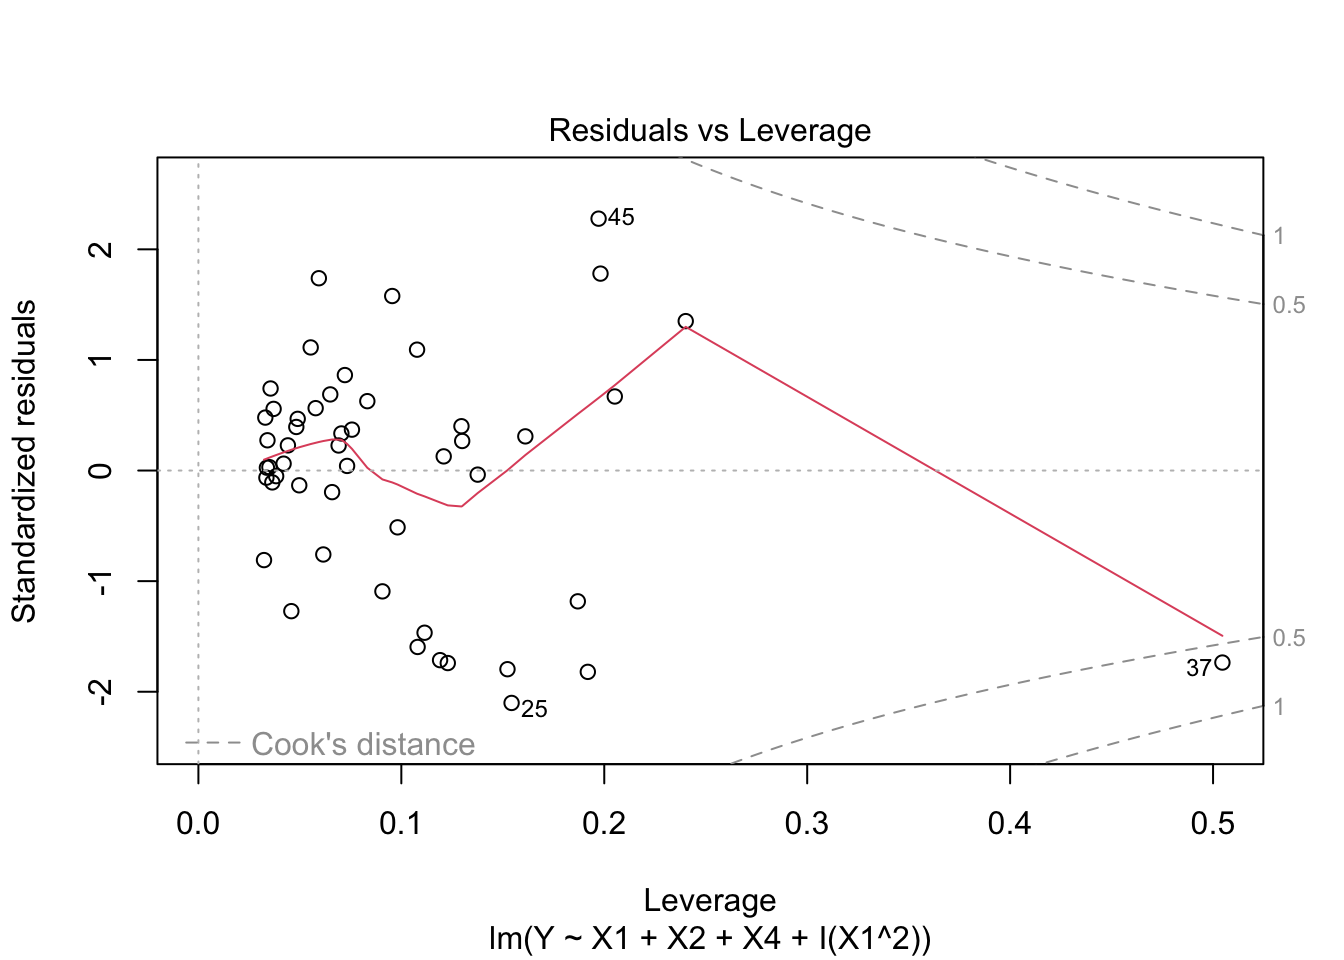 Residuals vs Leverage
Standardized residuals
2
1
0
-1
-2
45
25
37
1
0.5
0.5
1
Cook's distance
0.0 0.1 0.2 0.3 0.4 0.5
Leverage
lm(Y ~ X1 + X2 + X4 + I(X1^2))